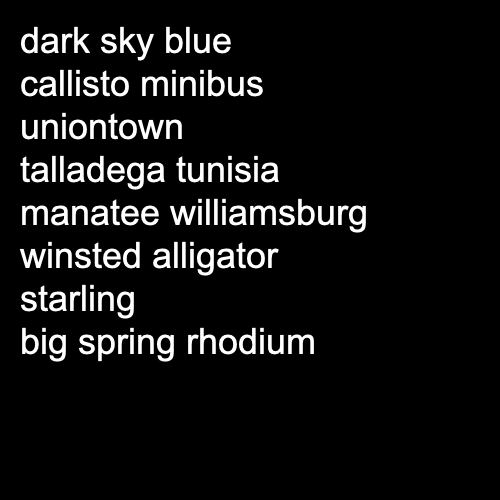 dark sky blue
callisto minibus
uniontown
talladega tunisia
manatee williamsburg
winsted alligator
starling
big spring rhodium